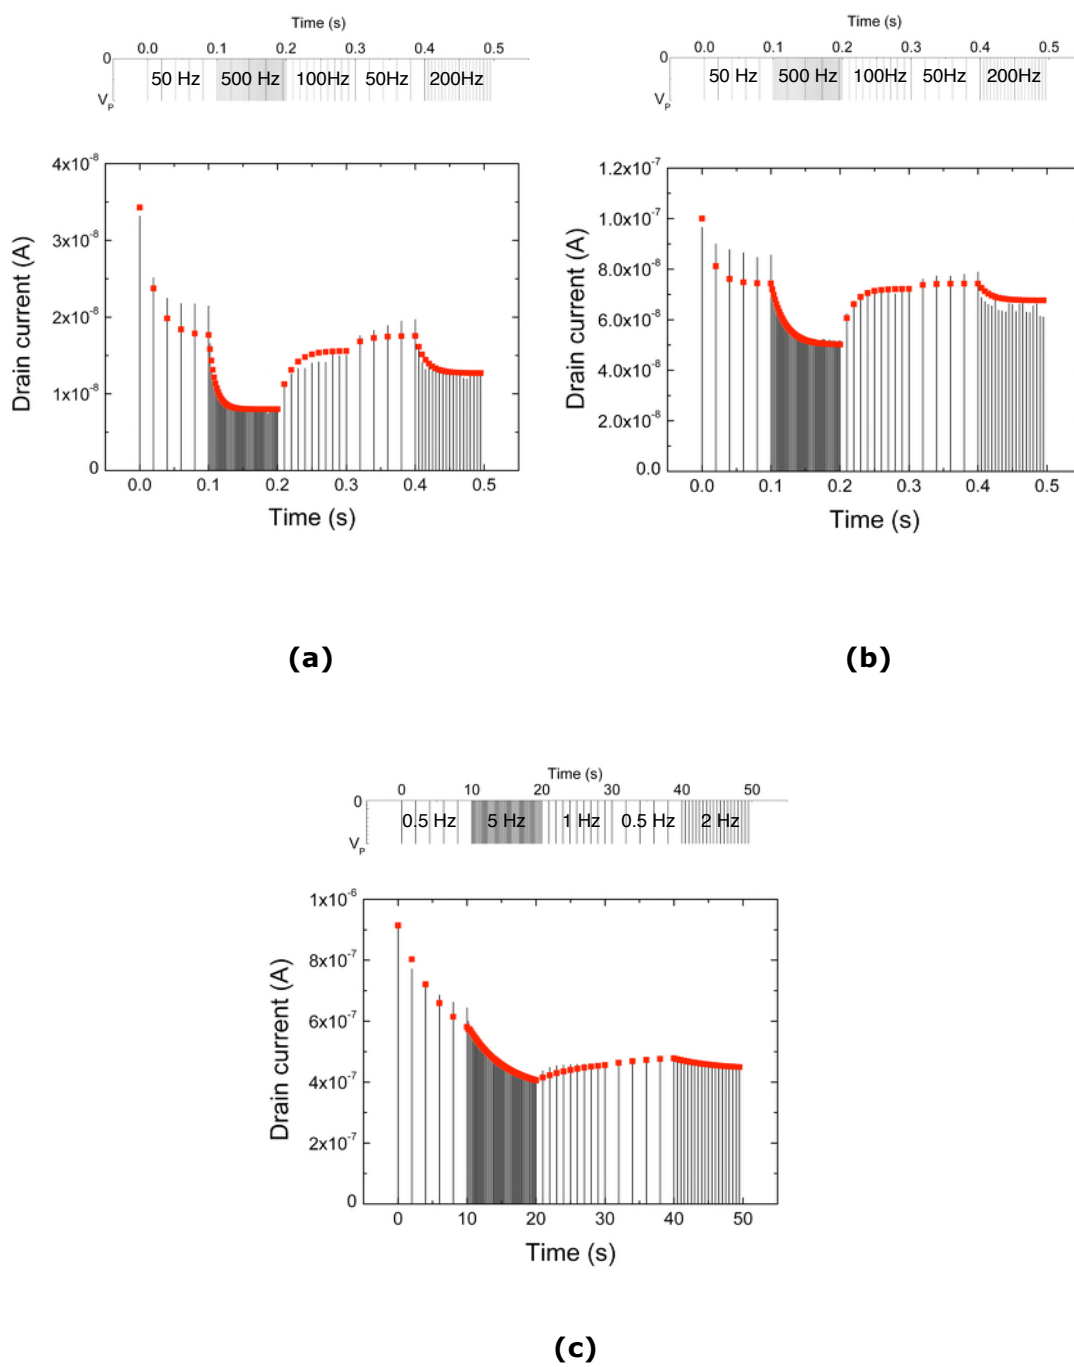 Time (s)
0.0 0.1 0.2 0.3 0.4 0.5
0
50 Hz 500 Hz 100Hz 50Hz 200Hz
VP
4x10-8
3x10-8
2x10-8
1x10-8
0
Drain current (A)
0.0 0.1 0.2 0.3 0.4 0.5
Time (s)
(a)
Time (s)
0.0 0.1 0.2 0.3 0.4 0.5
0
50 Hz 500 Hz 100Hz 50Hz 200Hz
VP
1.2x10-7
1.0x10-7
8.0x10-8
6.0x10-8
4.0x10-8
2.0x10-8
0.0
Drain current (A)
0.0 0.1 0.2 0.3 0.4 0.5
Time (s)
(b)
Time (s)
0 10 20 30 40 50
0
0.5 Hz 5 Hz 1 Hz 0.5 Hz 2 Hz
VP
1x10-6
8x10-7
6x10-7
4x10-7
2x10-7
0
Drain current (A)
0 10 20 30 40 50
Time (s)
(c)